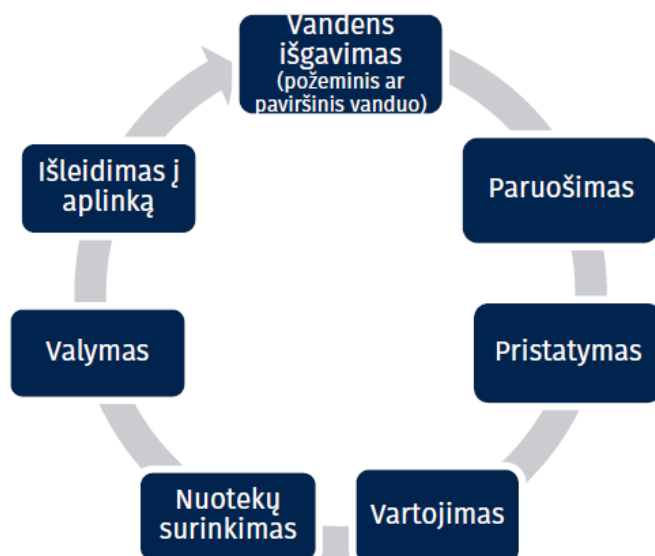 Vandens
išgavimas
(požeminis ar
paviršinis vanduo)
Paruošimas
Pristatymas
Vartojimas
Nuotekų
surinkimas
Valymas
Išleidimas į
aplinką